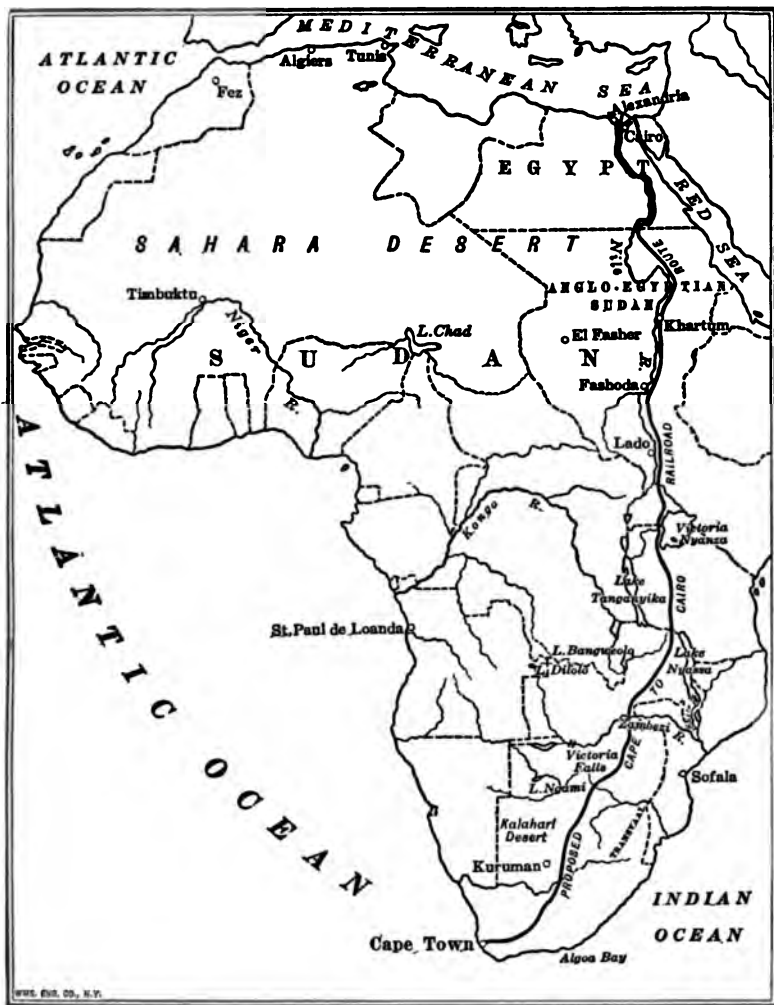 MEDITERRANEAN SEA
ATLANTIC
OCEAN
Algiers
Tunis
Fez
Alexandria
Cairo
EGYPT
RED SEA
SAHARA DESERT
Nile
ROUTE
ANGLO-EGYPTIAN
SUDAN
Timbuktu
Niger
R.
L.Chad
El Fasher
Khartum
SUDAN
R.
Fashoda
Lado
ATLANTIC OCEAN
Kongo R.
Victoria
Nyanza
Lake
Tanganyika
St.Paul de Loanda
L.Bangweolo
L.Dilolo
Lake
Nyassa
Zambezi R.
Victoria
Falls
L.Ngami
Sofala
Kalahari
Desert
TRANSVAAL
Kuruman
PROPOSED CAPE TO CAIRO RAILROAD
Cape Town
Algoa Bay
INDIAN
OCEAN